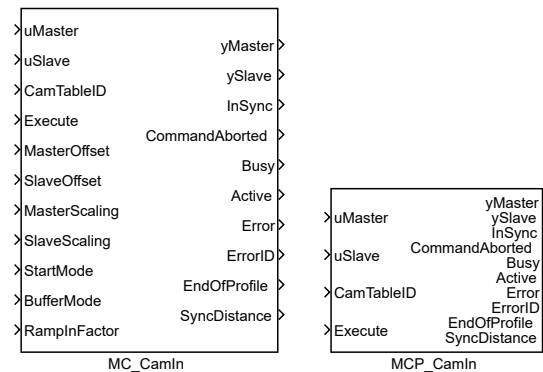 uMaster
uSlave
CamTableID
Execute
MasterOffset
SlaveOffset
MasterScaling
SlaveScaling
StartMode
BufferMode
RampInFactor
yMaster
ySlave
InSync
CommandAborted
Busy
Active
Error
ErrorID
EndOfProfile
SyncDistance
MC_CamIn
uMaster
uSlave
CamTableID
Execute
yMaster
ySlave
InSync
CommandAborted
Busy
Active
Error
ErrorID
EndOfProfile
SyncDistance
MCP_CamIn